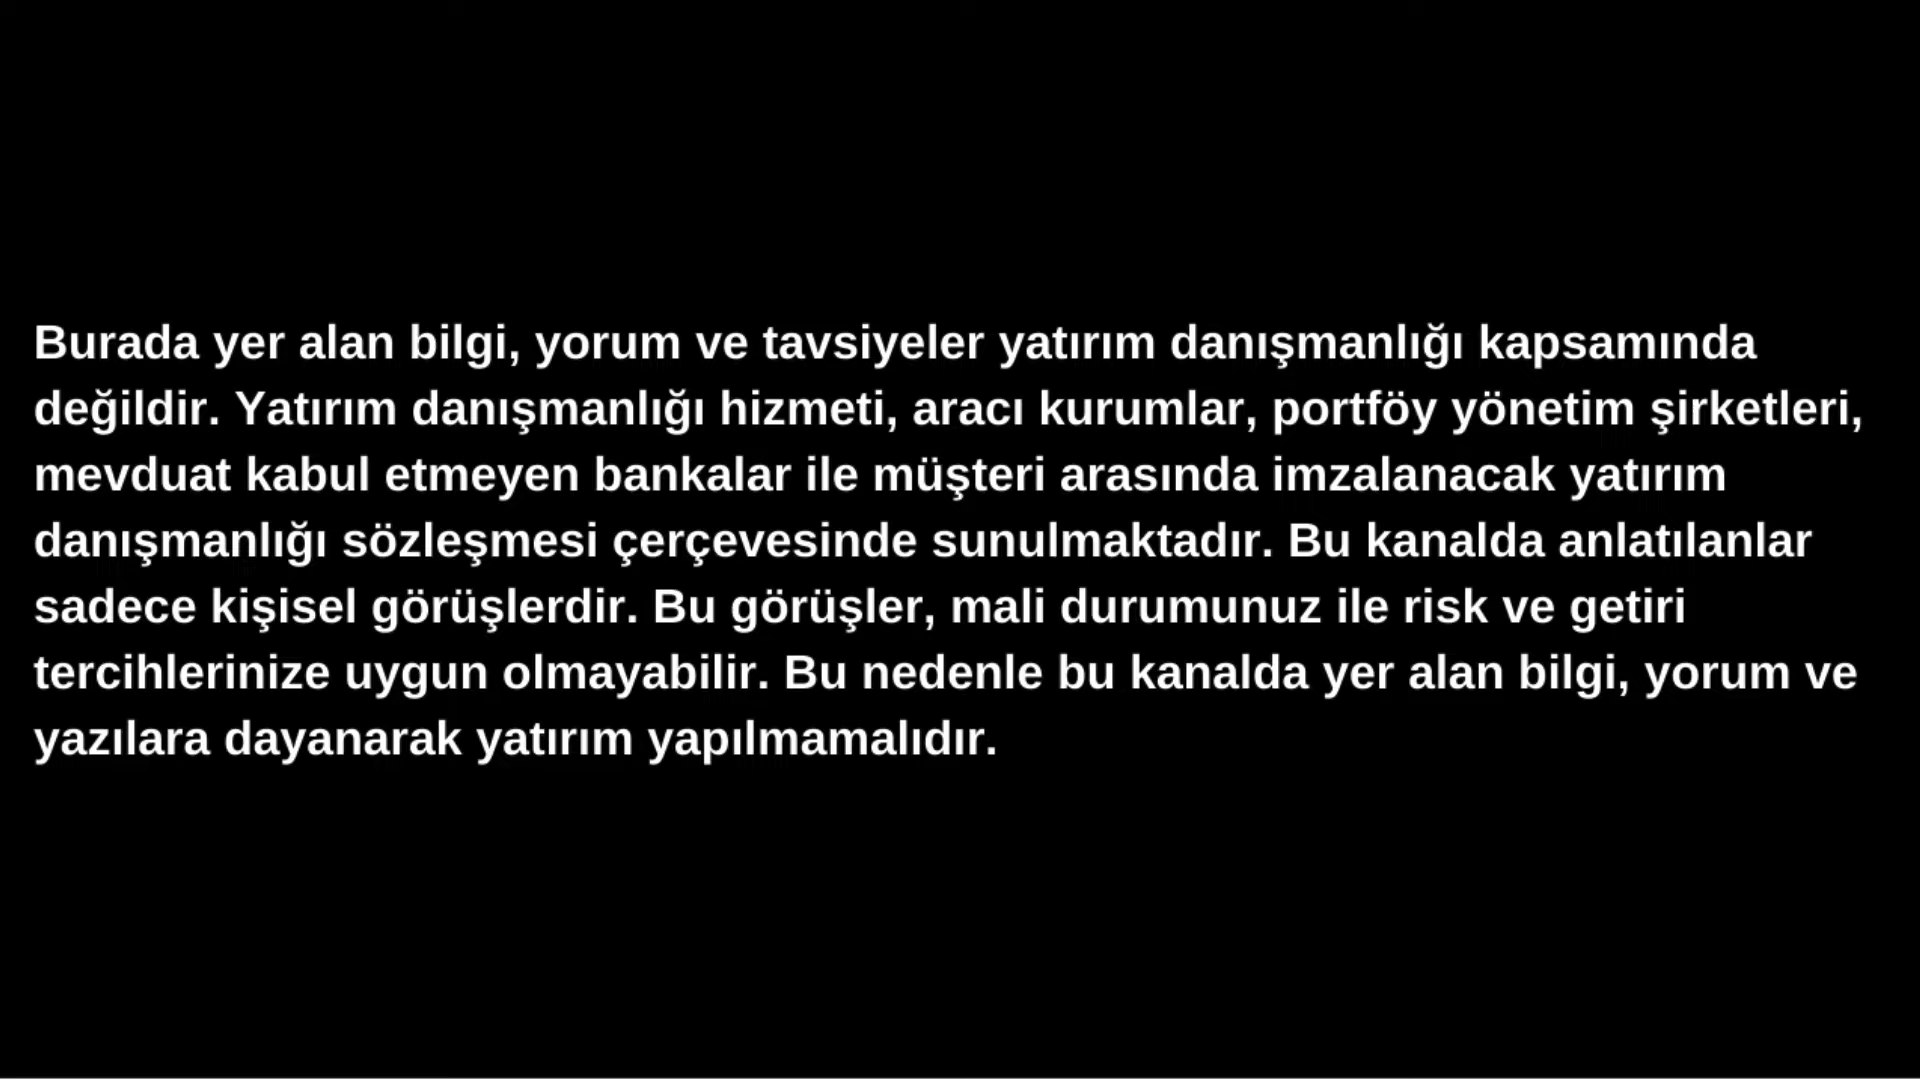 Burada yer alan bilgi, yorum ve tavsiyeler yatırım danışmanlığı kapsamında
değildir. Yatırım danışmanlığı hizmeti, aracı kurumlar, portföy yönetim şirketleri,
mevduat kabul etmeyen bankalar ile müşteri arasında imzalanacak yatırım
danışmanlığı sözleşmesi çerçevesinde sunulmaktadır. Bu kanalda anlatılanlar
sadece kişisel görüşlerdir. Bu görüşler, mali durumunuz ile risk ve getiri
tercihlerinize uygun olmayabilir. Bu nedenle bu kanalda yer alan bilgi, yorum ve
yazılara dayanarak yatırım yapılmamalıdır.